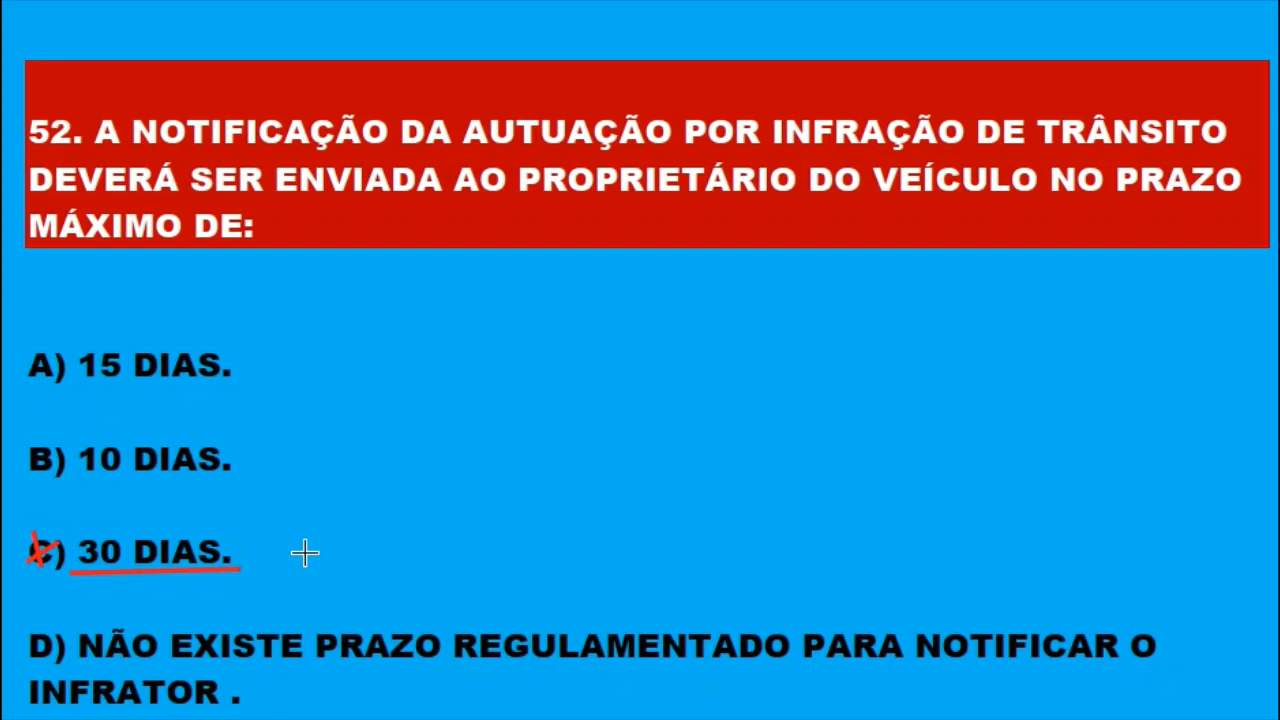 52. A NOTIFICAÇÃO DA AUTUAÇÃO POR INFRAÇÃO DE TRÂNSITO
DEVERÁ SER ENVIADA AO PROPRIETÁRIO DO VEÍCULO NO PRAZO
MÁXIMO DE:
A) 15 DIAS.
B) 10 DIAS.
C) 30 DIAS.
D) NÃO EXISTE PRAZO REGULAMENTADO PARA NOTIFICAR O
INFRATOR .